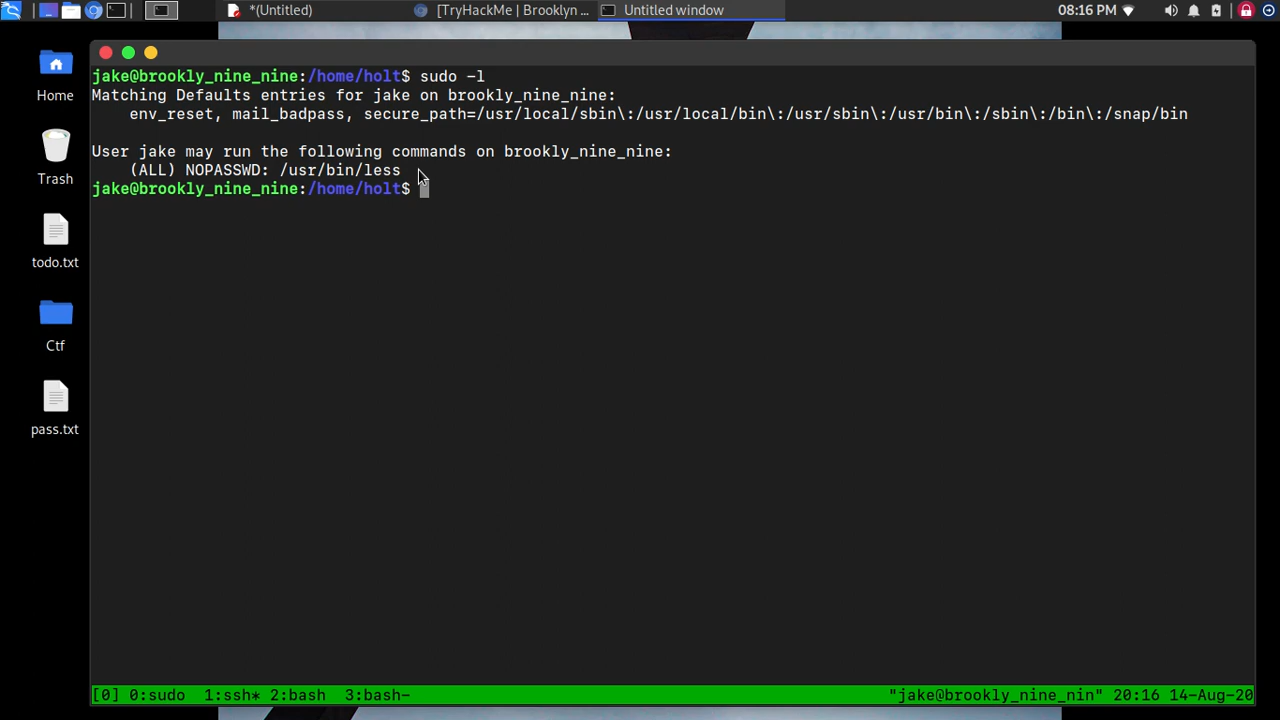 *(Untitled)
[TryHackMe | Brooklyn ...
Untitled window
08:16 PM
Home
Trash
todo.txt
Ctf
pass.txt
jake@brookly_nine_nine:/home/holt$ sudo -l
Matching Defaults entries for jake on brookly_nine_nine:
    env_reset, mail_badpass, secure_path=/usr/local/sbin\:/usr/local/bin\:/usr/sbin\:/usr/bin\:/sbin\:/bin\:/snap/bin
User jake may run the following commands on brookly_nine_nine:
    (ALL) NOPASSWD: /usr/bin/less
jake@brookly_nine_nine:/home/holt$
[0] 0:sudo  1:ssh* 2:bash  3:bash- "jake@brookly_nine_nin" 20:16 14-Aug-20